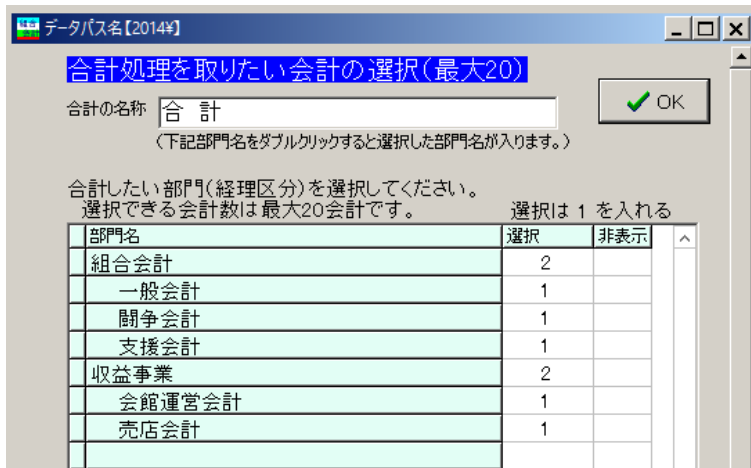 組合会計
データパス名【2014¥】
合計処理を取りたい会計の選択(最大20)
合計の名称 合 計
OK
(下記部門名をダブルクリックすると選択した部門名が入ります。)
合計したい部門(経理区分)を選択してください。
選択できる会計数は最大20会計です。 選択は 1 を入れる
部門名 選択 非表示
組合会計 2
一般会計 1
闘争会計 1
支援会計 1
収益事業 2
会館運営会計 1
売店会計 1